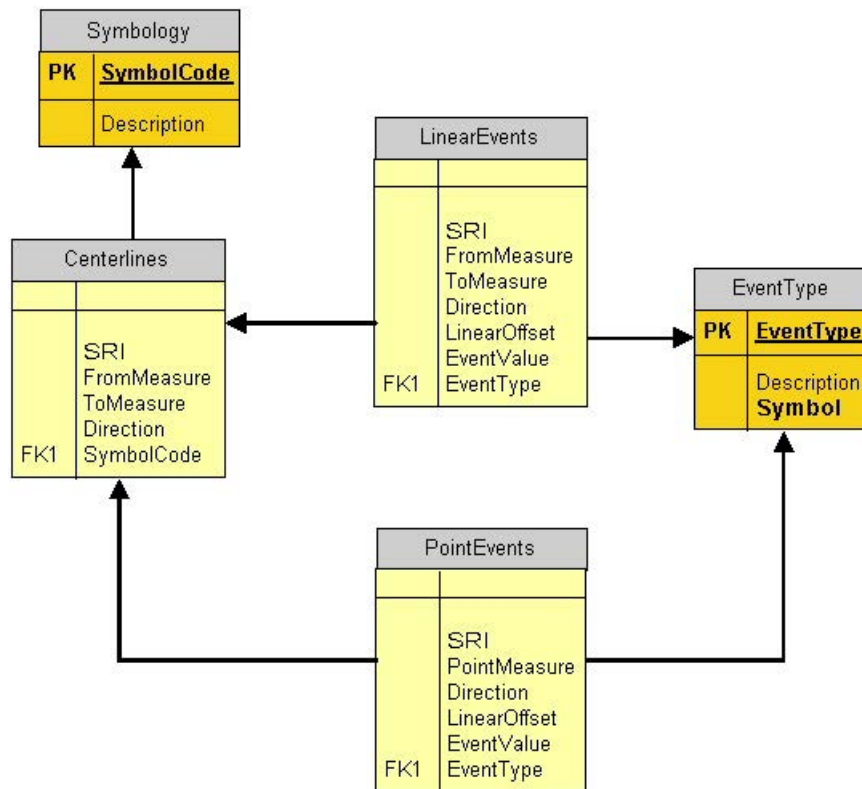 Symbology
PK SymbolCode
Description
LinearEvents
SRI
FromMeasure
ToMeasure
Direction
LinearOffset
EventValue
FK1 EventType
Centerlines
SRI
FromMeasure
ToMeasure
Direction
FK1 SymbolCode
EventType
PK EventType
Description
Symbol
PointEvents
SRI
PointMeasure
Direction
LinearOffset
EventValue
FK1 EventType